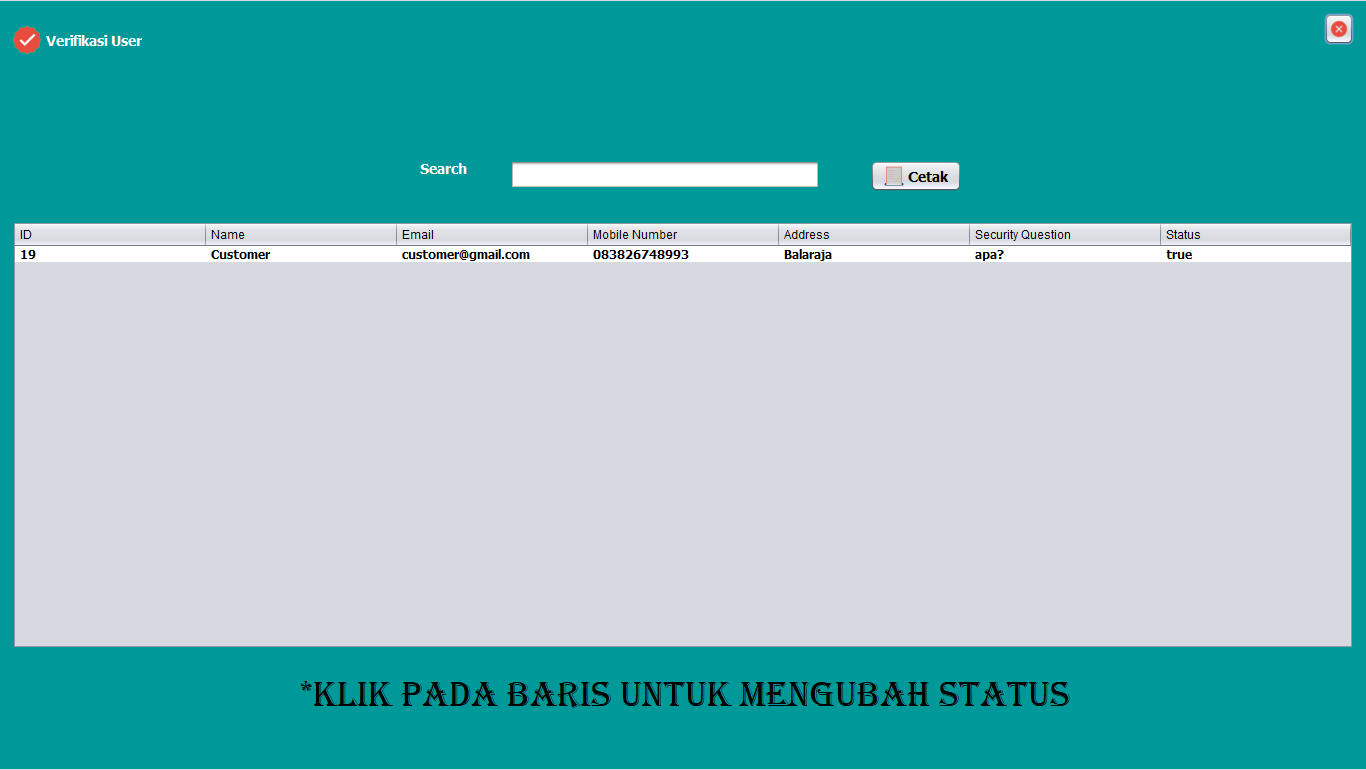 Verifikasi User
Search Cetak
ID Name Email Mobile Number Address Security Question Status
19 Customer customer@gmail.com 083826748993 Balaraja apa? true
*KLIK PADA BARIS UNTUK MENGUBAH STATUS